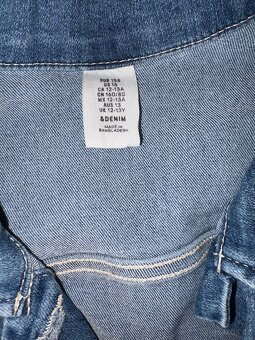 EUR 158
US 16
CA 12-13A
CN 160/80
MX 12-13A
AUS 13
UK 12-13Y
&DENIM
MADE IN
BANGLADESH